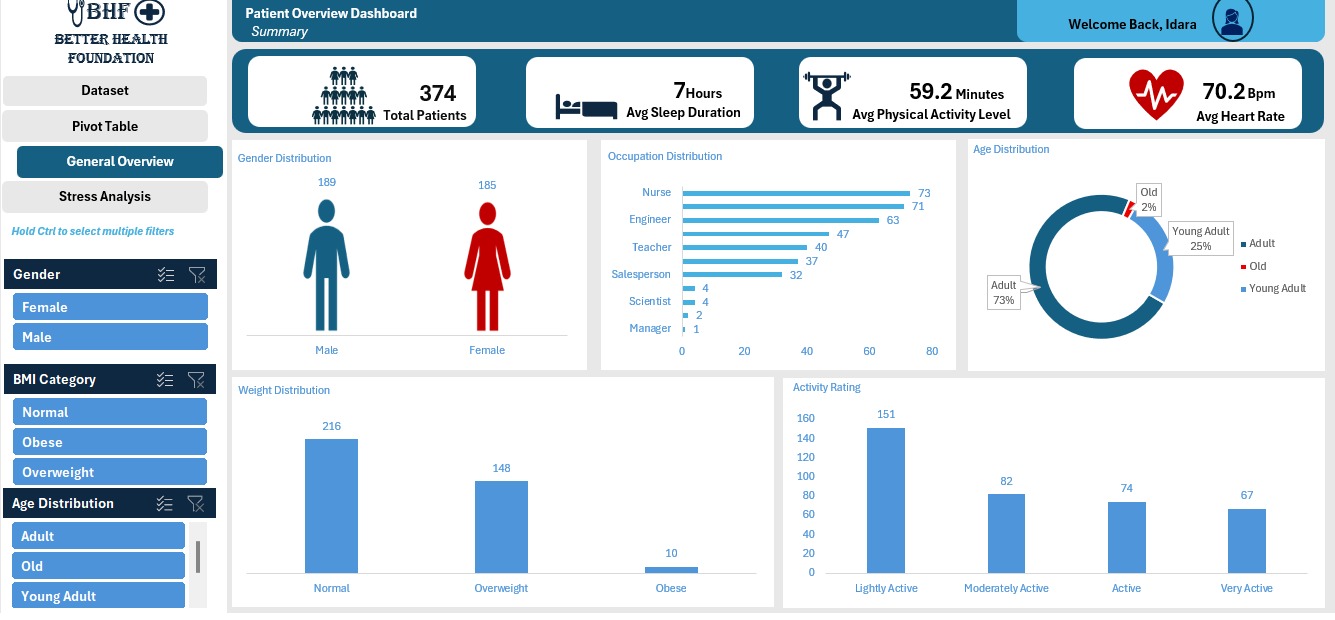 BHF
BETTER HEALTH
FOUNDATION
Dataset
Pivot Table
General Overview
Stress Analysis
Hold Ctrl to select multiple filters
Gender
Female
Male
BMI Category
Normal
Obese
Overweight
Age Distribution
Adult
Old
Young Adult
Patient Overview Dashboard
Summary
Welcome Back, Idara
374
Total Patients
7Hours
Avg Sleep Duration
59.2 Minutes
Avg Physical Activity Level
70.2 Bpm
Avg Heart Rate
Gender Distribution
189
185
Male
Female
Occupation Distribution
Nurse 73
71
Engineer 63
47
Teacher 40
37
Salesperson 32
4
Scientist 4
2
Manager 1
0 20 40 60 80
Age Distribution
Old
2%
Young Adult
25%
Adult
73%
Adult
Old
Young Adult
Weight Distribution
216
148
10
Normal
Overweight
Obese
Activity Rating
160
140
120
100
80
60
40
20
0
151
82
74
67
Lightly Active
Moderately Active
Active
Very Active